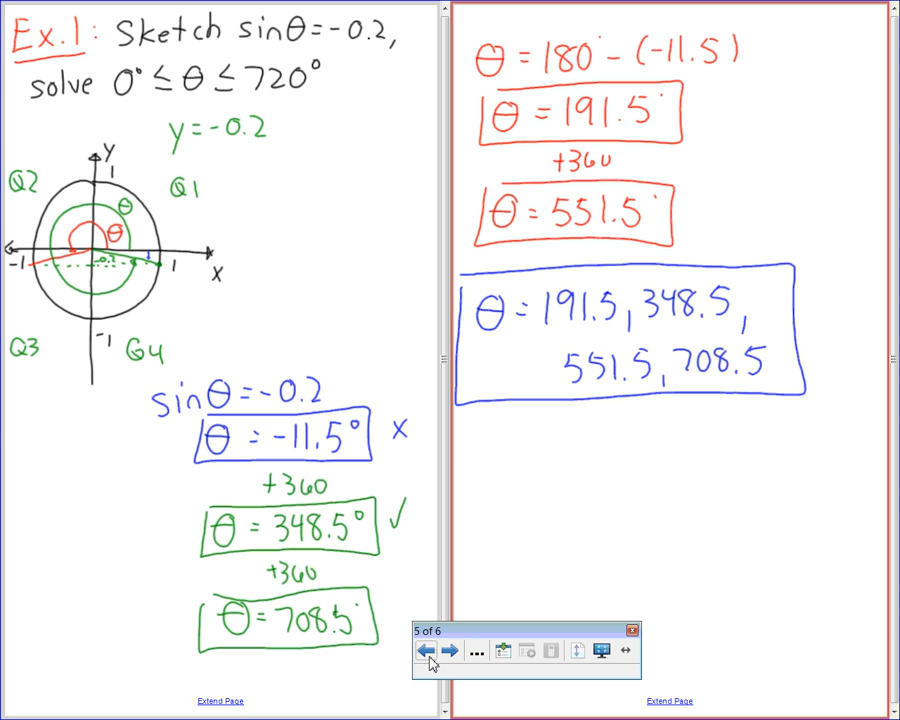 Ex.1: Sketch sinθ = -0.2,
solve 0° ≤ θ ≤ 720°
y = -0.2
Y
1
Q2
Q1
θ
θ
-1
-0.2
1
X
-1
Q3
Q4
sinθ = -0.2
θ = -11.5° x
+360
θ = 348.5° ✓
+360
θ = 708.5°
Extend Page
θ = 180° - (-11.5)
θ = 191.5°
+360
θ = 551.5°
θ = 191.5, 348.5,
551.5, 708.5
5 of 6
...
Extend Page